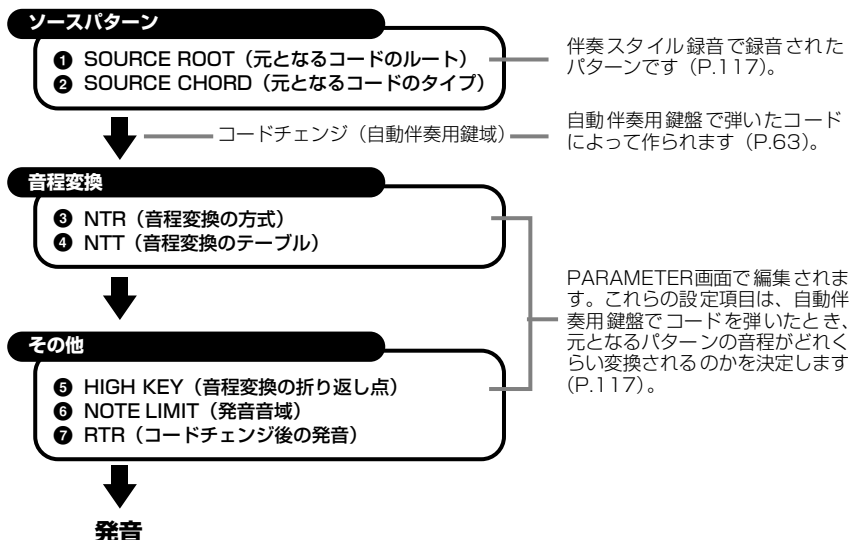 ソースパターン
❶ SOURCE ROOT（元となるコードのルート）
❷ SOURCE CHORD（元となるコードのタイプ）
伴奏スタイル録音で録音された
パターンです（P.117）。
コードチェンジ（自動伴奏用鍵域）
自動伴奏用鍵盤で弾いたコード
によって作られます（P.63）。
音程変換
❸ NTR（音程変換の方式）
❹ NTT（音程変換のテーブル）
PARAMETER画面で編集されま
す。これらの設定項目は、自動伴
奏用鍵盤でコードを弾いたとき、
元となるパターンの音程がどれく
らい変換されるのかを決定します
（P.117）。
その他
❺ HIGH KEY（音程変換の折り返し点）
❻ NOTE LIMIT（発音音域）
❼ RTR（コードチェンジ後の発音）
発音